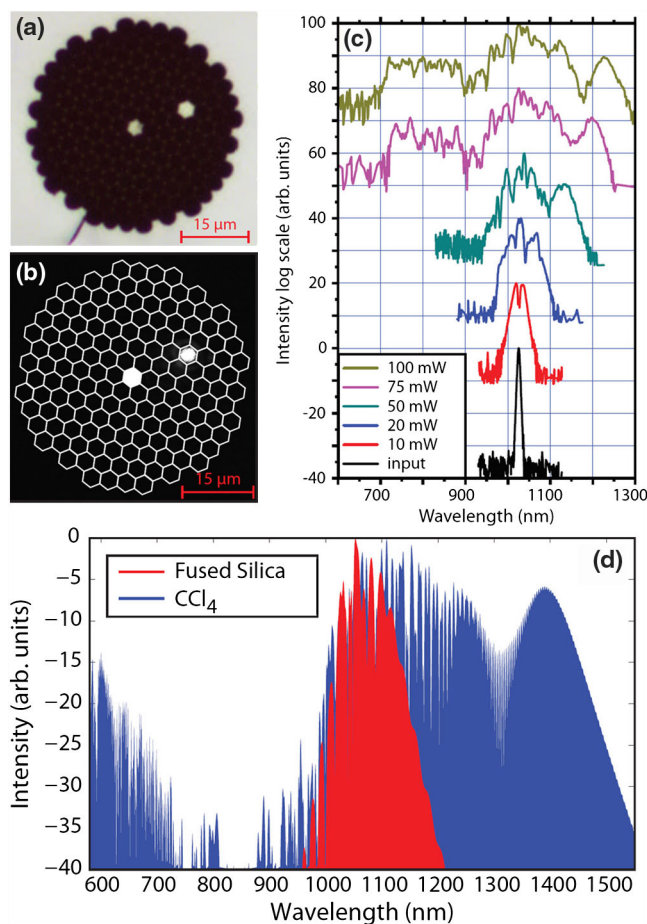 (a)
15 μm
(b)
15 μm
(c)
Intensity log scale (arb. units)
100
80
60
40
20
0
-20
-40
100 mW
75 mW
50 mW
20 mW
10 mW
input
600 700 900 1100 1300
Wavelength (nm)
(d)
Intensity (arb. units)
0
−5
−10
−15
−20
−25
−30
−35
−40
Fused Silica
CCl₄
600 700 800 900 1000 1100 1200 1300 1400 1500
Wavelength (nm)